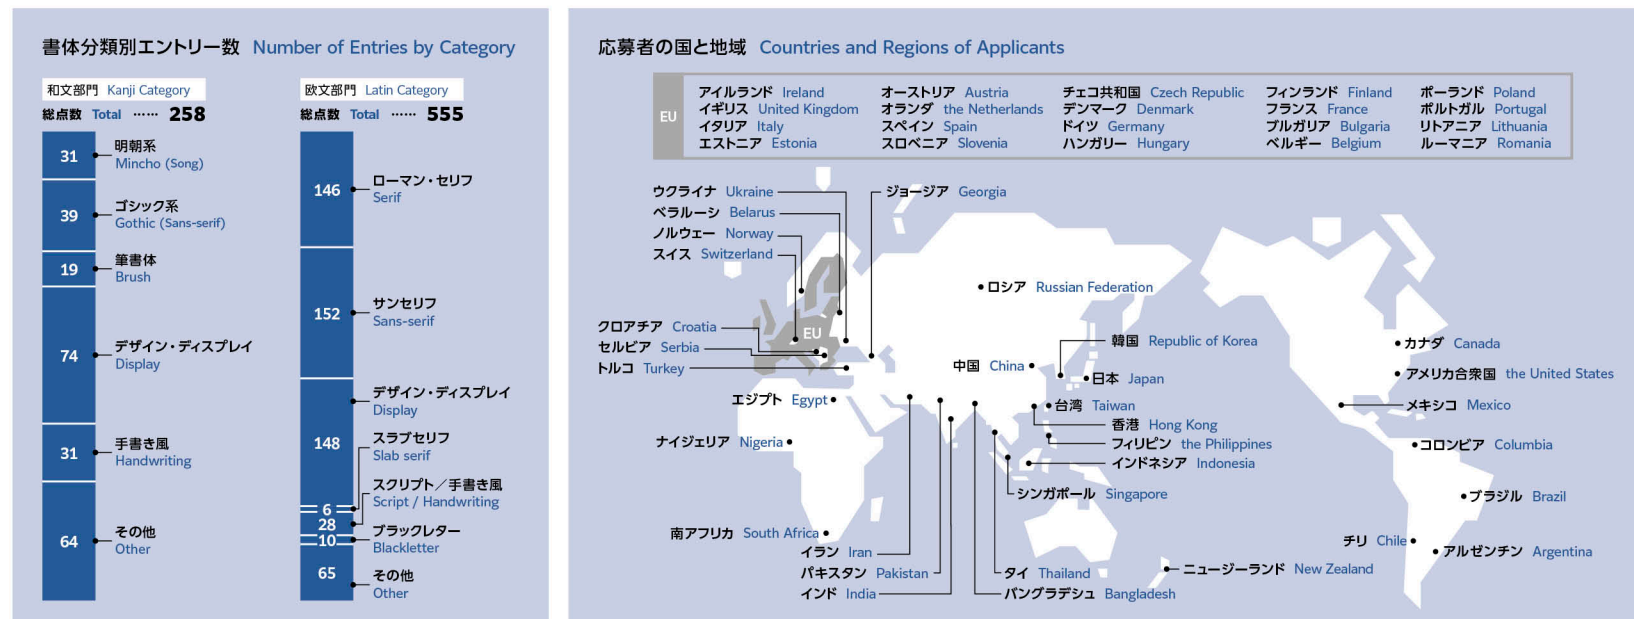 書体分類別エントリー数 Number of Entries by Category
和文部門 Kanji Category
総点数 Total …… 258
31
明朝系
Mincho (Song)
39
ゴシック系
Gothic (Sans-serif)
19
筆書体
Brush
74
デザイン・ディスプレイ
Display
31
手書き風
Handwriting
64
その他
Other
欧文部門 Latin Category
総点数 Total …… 555
146
ローマン・セリフ
Serif
152
サンセリフ
Sans-serif
デザイン・ディスプレイ
Display
148
スラブセリフ
Slab serif
6
スクリプト／手書き風
Script / Handwriting
28
ブラックレター
Blackletter
10
65
その他
Other
応募者の国と地域 Countries and Regions of Applicants
EU
アイルランド Ireland
イギリス United Kingdom
イタリア Italy
エストニア Estonia
オーストリア Austria
オランダ the Netherlands
スペイン Spain
スロベニア Slovenia
チェコ共和国 Czech Republic
デンマーク Denmark
ドイツ Germany
ハンガリー Hungary
フィンランド Finland
フランス France
ブルガリア Bulgaria
ベルギー Belgium
ポーランド Poland
ポルトガル Portugal
リトアニア Lithuania
ルーマニア Romania
ウクライナ Ukraine
ベラルーシ Belarus
ノルウェー Norway
スイス Switzerland
ジョージア Georgia
EU
クロアチア Croatia
セルビア Serbia
トルコ Turkey
エジプト Egypt
ナイジェリア Nigeria
南アフリカ South Africa
イラン Iran
パキスタン Pakistan
インド India
ロシア Russian Federation
韓国 Republic of Korea
中国 China
日本 Japan
台湾 Taiwan
香港 Hong Kong
フィリピン the Philippines
インドネシア Indonesia
シンガポール Singapore
タイ Thailand
バングラデシュ Bangladesh
ニュージーランド New Zealand
カナダ Canada
アメリカ合衆国 the United States
メキシコ Mexico
コロンビア Columbia
ブラジル Brazil
チリ Chile
アルゼンチン Argentina